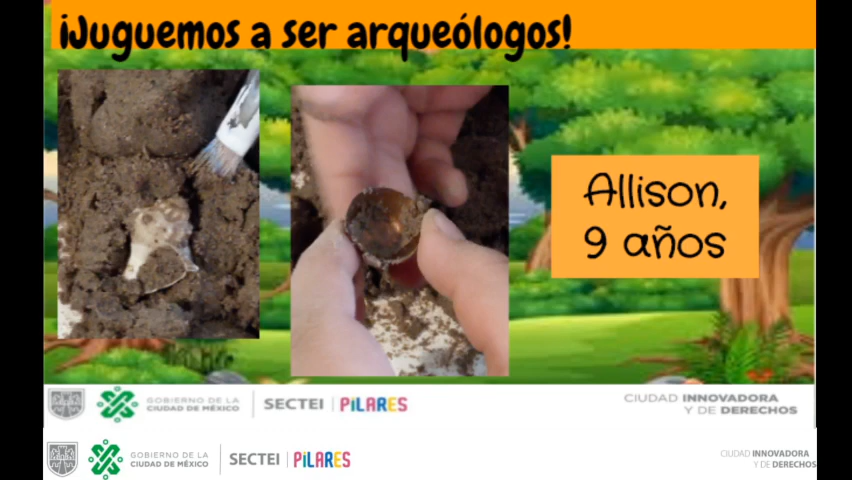 ¡Juguemos a ser arqueólogos!
Allison,
9 años
GOBIERNO DE LA
CIUDAD DE MÉXICO
SECTEI
PILARES
CIUDAD INNOVADORA
Y DE DERECHOS
GOBIERNO DE LA
CIUDAD DE MÉXICO
SECTEI
PILARES
CIUDAD INNOVADORA
Y DE DERECHOS